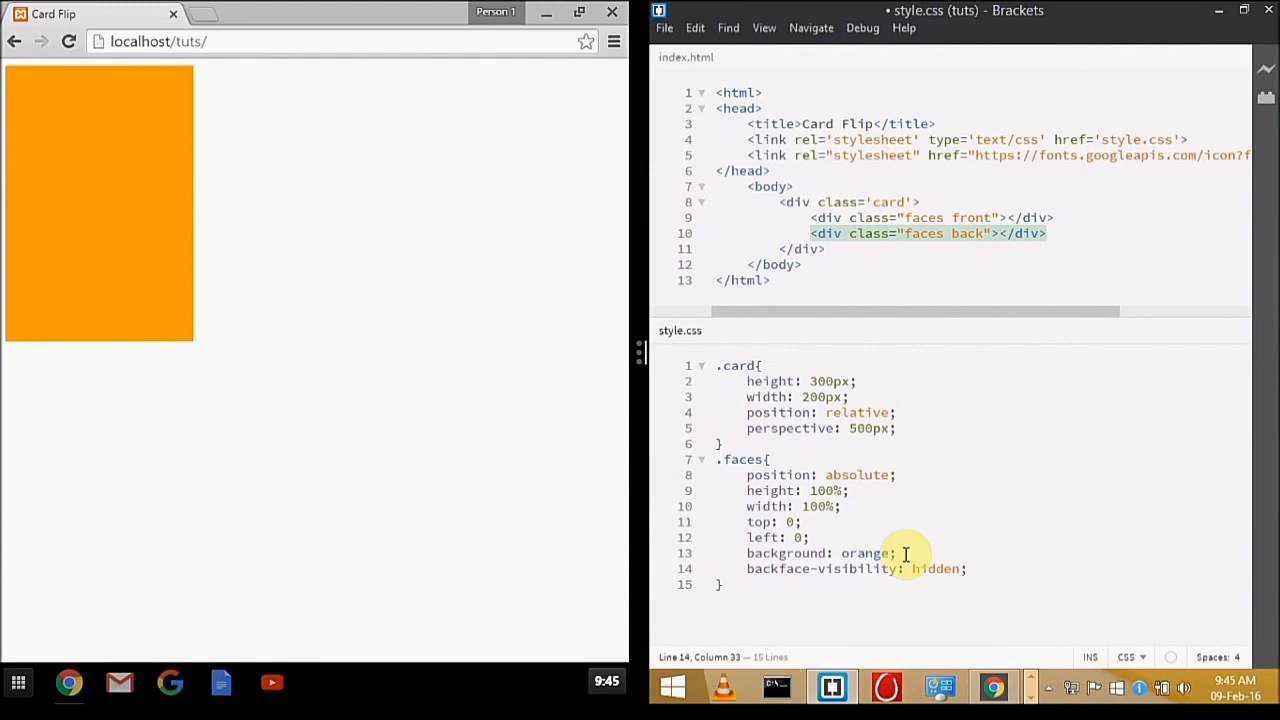 Card Flip
Person 1
localhost/tuts/
9:45
• style.css (tuts) - Brackets
File Edit Find View Navigate Debug Help
index.html
1 <html>
2 <head>
3 <title>Card Flip</title>
4 <link rel='stylesheet' type='text/css' href='style.css'>
5 <link rel="stylesheet" href="https://fonts.googleapis.com/icon?f
6 </head>
7 <body>
8 <div class='card'>
9 <div class="faces front"></div>
10 <div class="faces back"></div>
11 </div>
12 </body>
13 </html>
style.css
1 .card{
2 height: 300px;
3 width: 200px;
4 position: relative;
5 perspective: 500px;
6 }
7 .faces{
8 position: absolute;
9 height: 100%;
10 width: 100%;
11 top: 0;
12 left: 0;
13 background: orange;
14 backface-visibility: hidden;
15 }
Line 14, Column 33 — 15 Lines
INS CSS Spaces: 4
9:45 AM
09-Feb-16